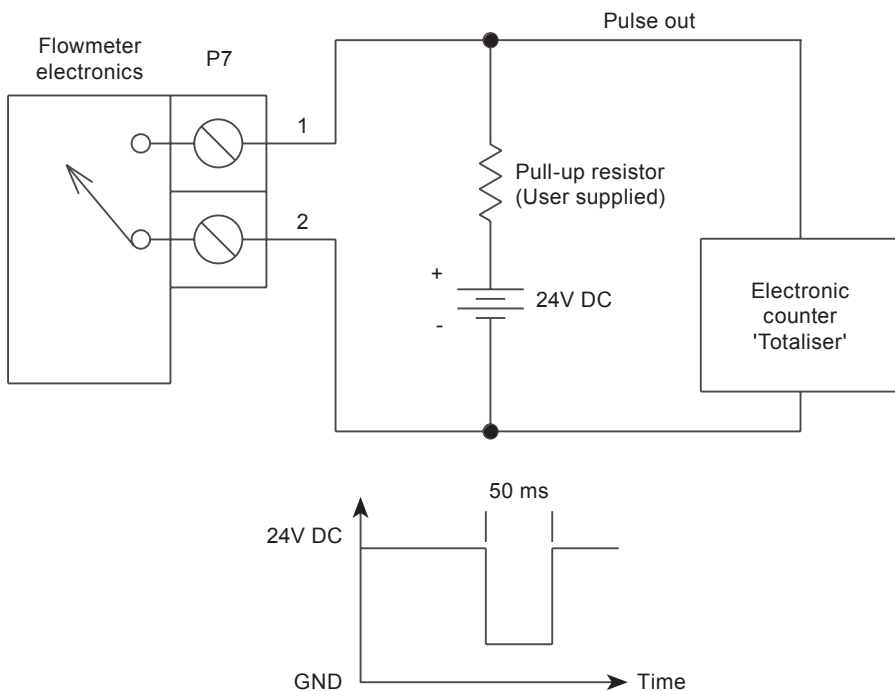 Pulse out
Flowmeter
electronics
P7
1
Pull-up resistor
(User supplied)
2
+
24V DC
-
Electronic
counter
'Totaliser'
50 ms
24V DC
GND
Time